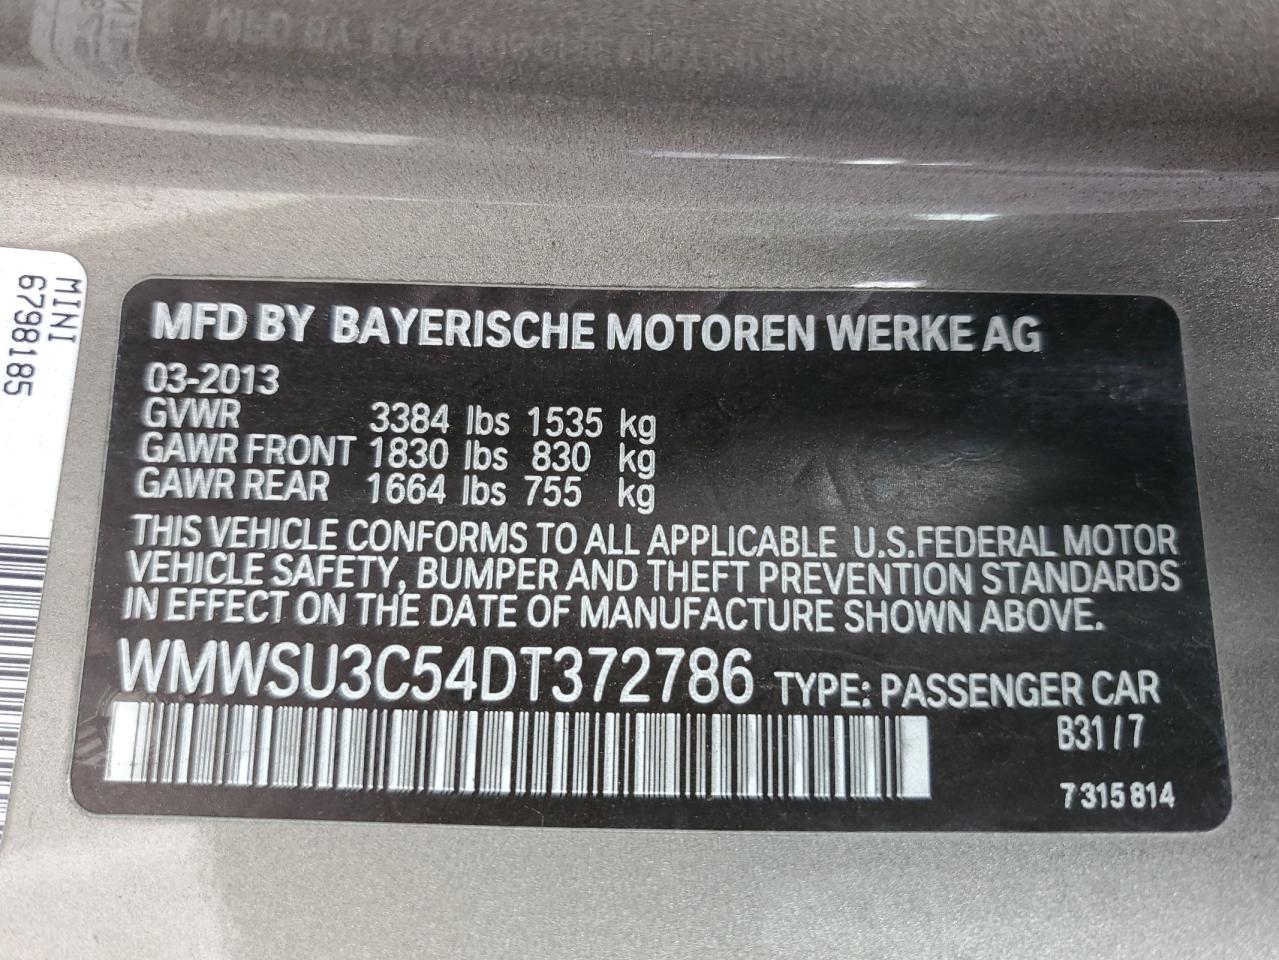 MFD BY BAYERISCHE MOTOREN WERKE AG
03-2013
GVWR 3384 lbs 1535 kg
GAWR FRONT 1830 lbs 830 kg
GAWR REAR 1664 lbs 755 kg
THIS VEHICLE CONFORMS TO ALL APPLICABLE U.S.FEDERAL MOTOR
VEHICLE SAFETY, BUMPER AND THEFT PREVENTION STANDARDS
IN EFFECT ON THE DATE OF MANUFACTURE SHOWN ABOVE.
WMWSU3C54DT372786 TYPE: PASSENGER CAR
B31/7
7315814
MINI
6798185